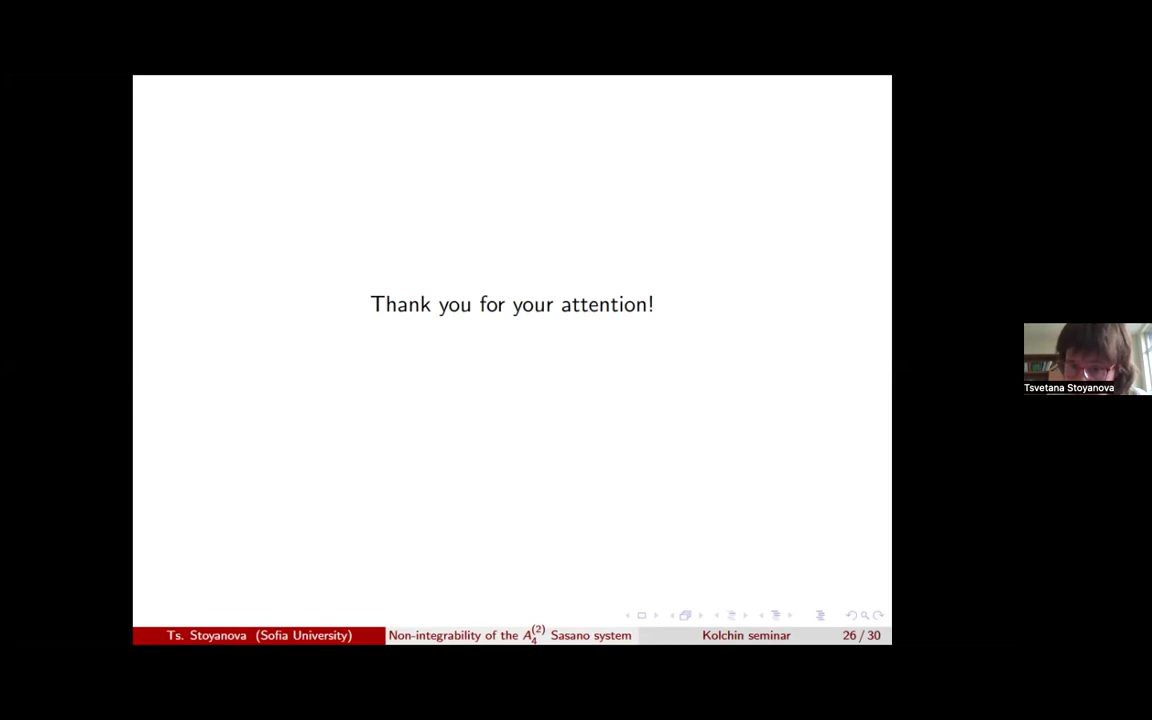 Thank you for your attention!
Tsvetana Stoyanova
Ts. Stoyanova (Sofia University) Non-integrability of the A₄⁽²⁾ Sasano system Kolchin seminar 26 / 30